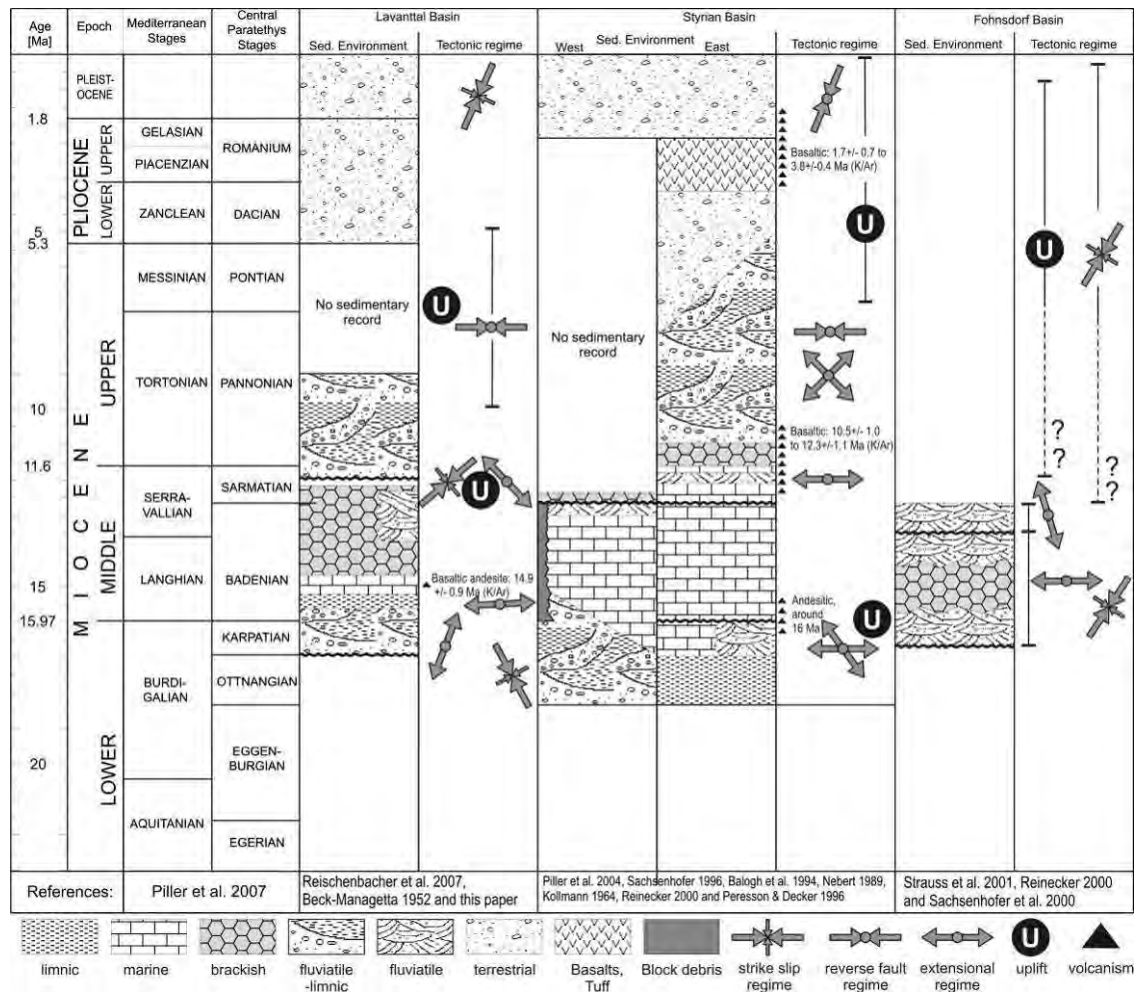 Age
[Ma]
Epoch
Mediterranean
Stages
Central
Paratethys
Stages
Lavanttal Basin
Sed. Environment
Tectonic regime
Styrian Basin
Sed. Environment
West
East
Tectonic regime
Fohnsdorf Basin
Sed. Environment
Tectonic regime
1.8
5
5.3
10
11.6
15
15.97
20
PLEIST-
OCENE
PLIOCENE
UPPER
LOWER
MIOCENE
UPPER
MIDDLE
LOWER
GELASIAN
PIACENZIAN
ZANCLEAN
MESSINIAN
TORTONIAN
SERRA-
VALLIAN
LANGHIAN
BURDI-
GALIAN
AQUITANIAN
ROMANIUM
DACIAN
PONTIAN
PANNONIAN
SARMATIAN
BADENIAN
KARPATIAN
OTTNANGIAN
EGGEN-
BURGIAN
EGERIAN
No sedimentary
record
U
U
Basaltic andesite: 14.9
+/- 0.9 Ma (K/Ar)
No sedimentary
record
Basaltic: 1.7+/- 0.7 to
3.8+/-0.4 Ma (K/Ar)
U
Basaltic: 10.5+/- 1.0
to 12.3+/-1.1 Ma (K/Ar)
Andesitic,
around
16 Ma
U
U
?
?
?
?
References:
Piller et al. 2007
Reischenbacher et al. 2007,
Beck-Managetta 1952 and this paper
Piller et al. 2004, Sachsenhofer 1996, Balogh et al. 1994, Nebert 1989,
Kollmann 1964, Reinecker 2000 and Peresson & Decker 1996
Strauss et al. 2001, Reinecker 2000
and Sachsenhofer et al. 2000
limnic
marine
brackish
fluviatile
-limnic
fluviatile
terrestrial
Basalts,
Tuff
Block debris
strike slip
regime
reverse fault
regime
extensional
regime
U
uplift
volcanism